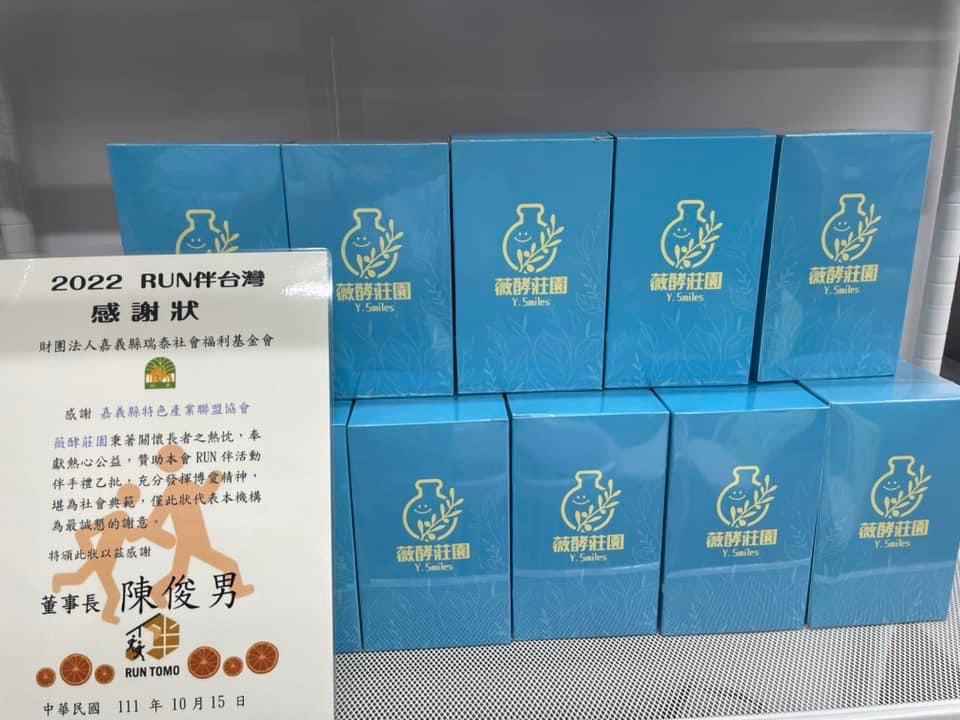 2022 RUN伴台灣
感謝狀
財團法人嘉義縣瑞泰社會福利基金會
感謝 嘉義縣特色產業聯盟協會
薇酵莊園秉著關懷長者之熱忱，奉
獻熱心公益，贊助本會 RUN 伴活動
伴手禮乙批，充分發揮博愛精神，
堪為社會典範，僅此狀代表本機構
為最誠懇的謝意。
將頒此狀以茲感謝
董事長 陳俊男
RUN TOMO
中華民國 111 年 10 月 15 日
薇酵莊園
Y. Smiles
薇酵莊園
Y. Smiles
薇酵莊園
Y. Smiles
薇酵莊園
Y. Smiles
薇酵莊園
Y. Smiles
薇酵莊園
Y. Smiles
薇酵莊園
Y. Smiles
薇酵莊園
Y. Smiles